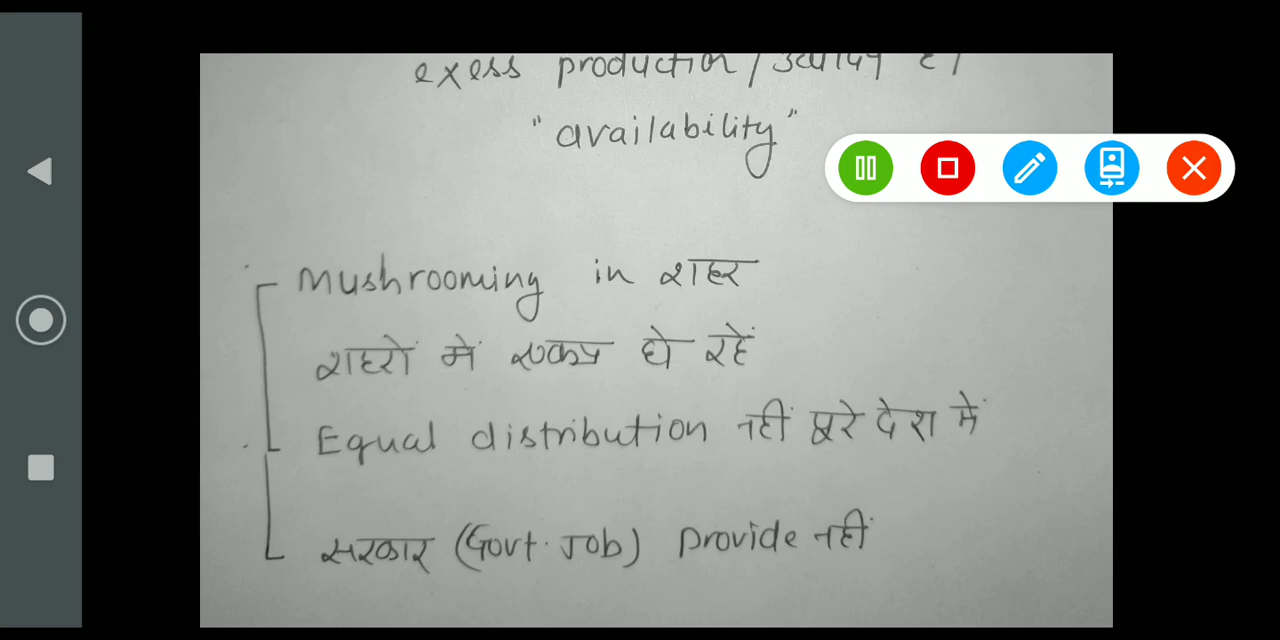 exess production /
"availability"
Mushrooming in शहर
शहरों में हो रहें
Equal distribution नहीं पूरे देश में
सरकार (Govt. Job) provide नहीं